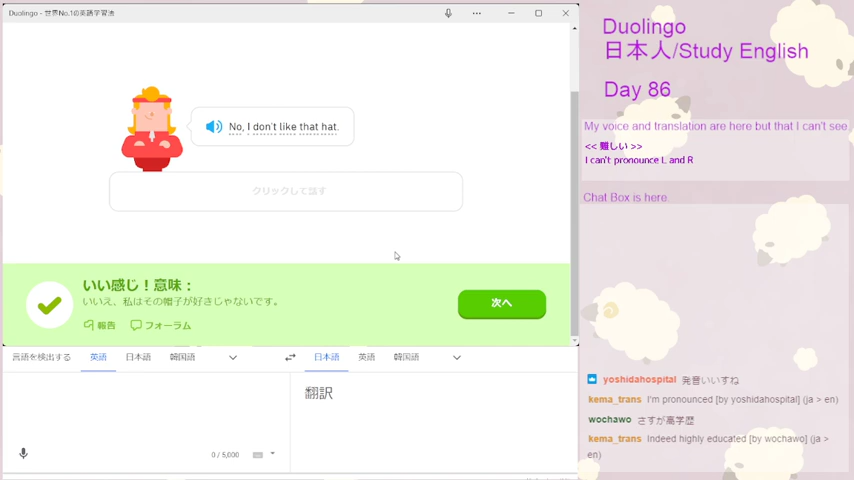 Duolingo - 世界No.1の英語学習法
No, I don't like that hat.
クリックして話す
いい感じ！意味：
いいえ、私はその帽子が好きじゃないです。
報告
フォーラム
次へ
言語を検出する 英語 日本語 韓国語
日本語 英語 韓国語
翻訳
0 / 5,000
Duolingo
日本人/Study English
Day 86
My voice and translation are here but that I can't see
<< 難しい >>
I can't pronounce L and R
Chat Box is here.
yoshidahospital 発音いいすね
kema_trans I'm pronounced [by yoshidahospital] (ja > en)
wochawo さすが高学歴
kema_trans Indeed highly educated [by wochawo] (ja >
en)